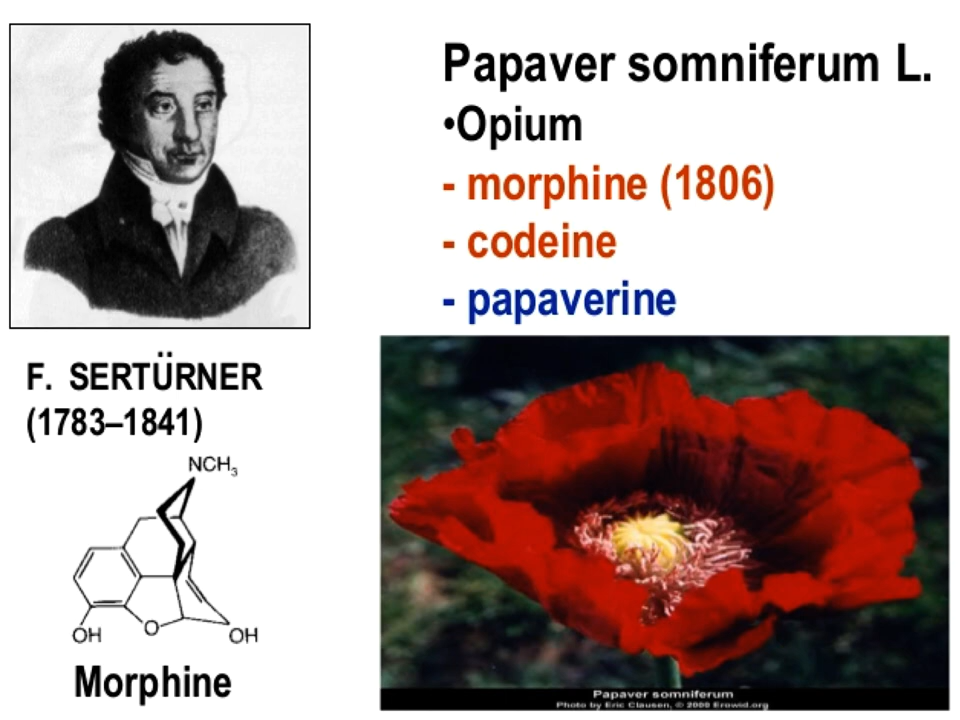 Papaver somniferum L.
•Opium
- morphine (1806)
- codeine
- papaverine
F. SERTÜRNER
(1783–1841)
NCH₃
OH
O
OH
Morphine
Papaver somniferum
Photo by Eric Clausen, © 2000 Erowid.org